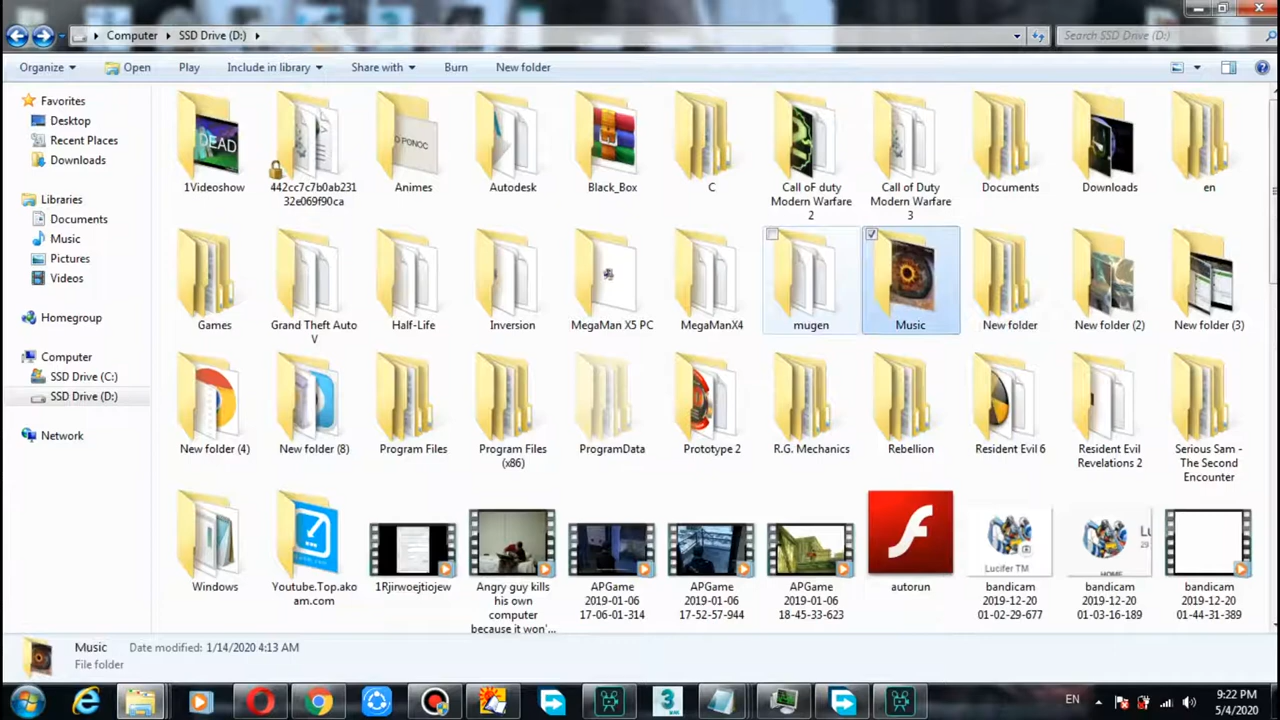 Computer
SSD Drive (D:)
Search SSD Drive (D:)
Organize
Open
Play
Include in library
Share with
Burn
New folder
Favorites
Desktop
Recent Places
Downloads
Libraries
Documents
Music
Pictures
Videos
Homegroup
Computer
SSD Drive (C:)
SSD Drive (D:)
Network
DEAD
1Videoshow
442cc7c7b0ab231
32e069f90ca
D PONOC
Animes
Autodesk
Black_Box
C
Call oF duty
Modern Warfare
2
Call of Duty
Modern Warfare
3
Documents
Downloads
en
Games
Grand Theft Auto
V
Half-Life
Inversion
MegaMan X5 PC
MegaManX4
mugen
Music
New folder
New folder (2)
New folder (3)
New folder (4)
New folder (8)
Program Files
Program Files
(x86)
ProgramData
Prototype 2
R.G. Mechanics
Rebellion
Resident Evil 6
Resident Evil
Revelations 2
Serious Sam -
The Second
Encounter
Windows
Youtube.Top.ako
am.com
1Rjirwoejtiojew
Angry guy kills
his own
computer
because it won'...
APGame
2019-01-06
17-06-01-314
APGame
2019-01-06
17-52-57-944
APGame
2019-01-06
18-45-33-623
autorun
Lucifer TM
bandicam
2019-12-20
01-02-29-677
HOME
bandicam
2019-12-20
01-03-16-189
bandicam
2019-12-20
01-44-31-389
Music
Date modified: 1/14/2020 4:13 AM
File folder
EN
9:22 PM
5/4/2020